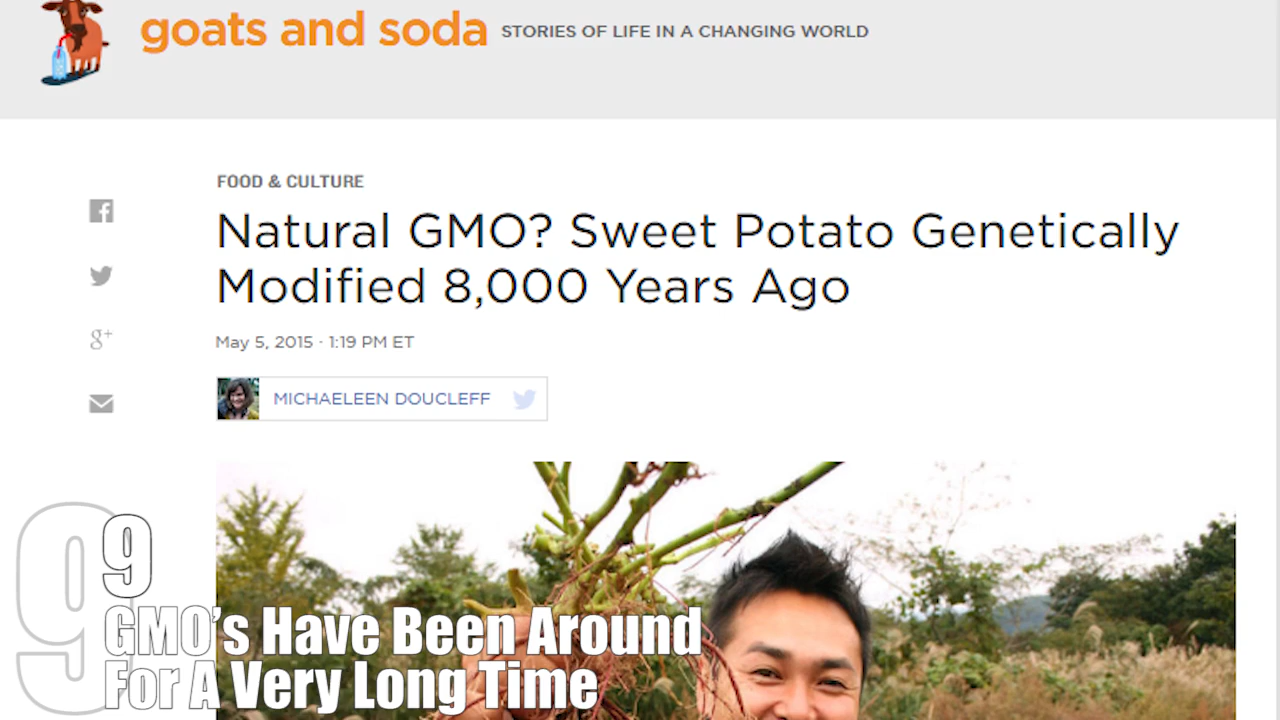 goats and soda STORIES OF LIFE IN A CHANGING WORLD
FOOD & CULTURE
Natural GMO? Sweet Potato Genetically
Modified 8,000 Years Ago
May 5, 2015 · 1:19 PM ET
MICHAELEEN DOUCLEFF
9
9
GMO's Have Been Around
For A Very Long Time